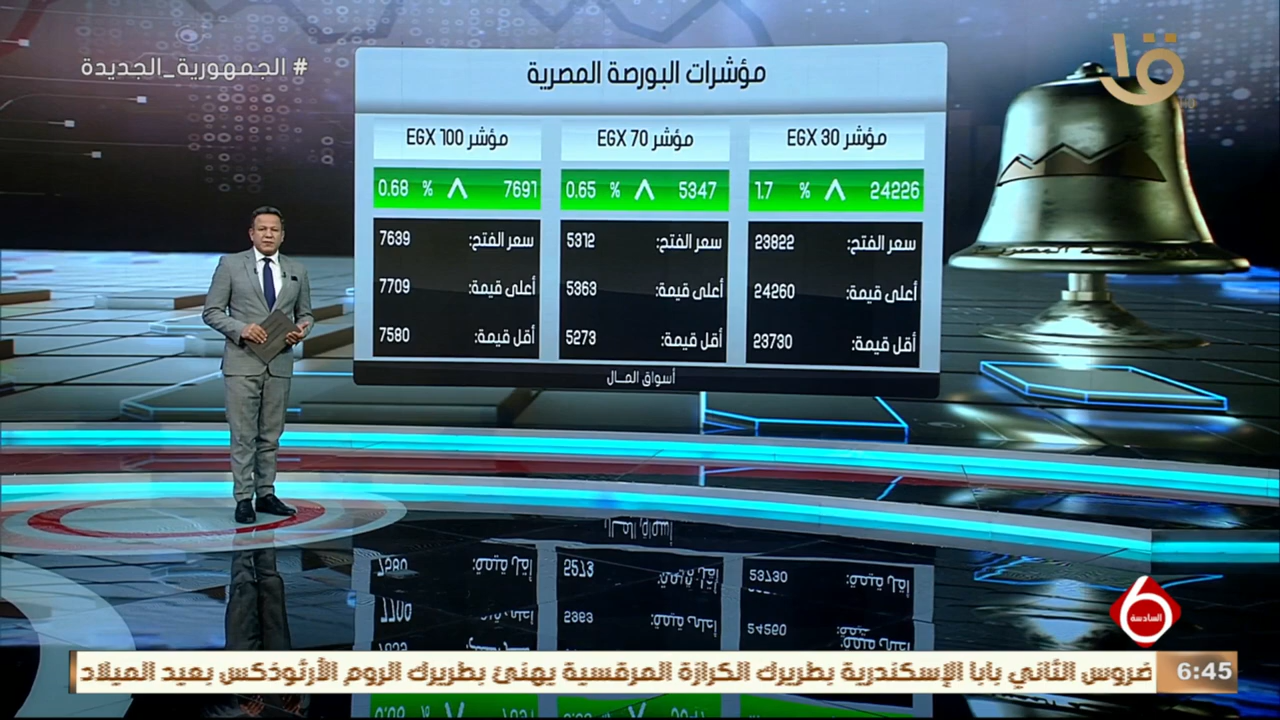 #الجمهورية_الجديدة
مؤشرات البورصة المصرية
مؤشر EGX 30
24226 % 1.7
سعر الفتح: 23822
أعلى قيمة: 24260
أقل قيمة: 23730
مؤشر EGX 70
5347 % 0.65
سعر الفتح: 5312
أعلى قيمة: 5363
أقل قيمة: 5273
مؤشر EGX 100
7691 % 0.68
سعر الفتح: 7639
أعلى قيمة: 7709
أقل قيمة: 7580
أسواق المـــال
السادسة
6:45
الثاني بابا الإسكندرية بطريرك الكرازة المرقسية يهنئ بطريرك الروم الأرثوذكس بعيد الميلاد